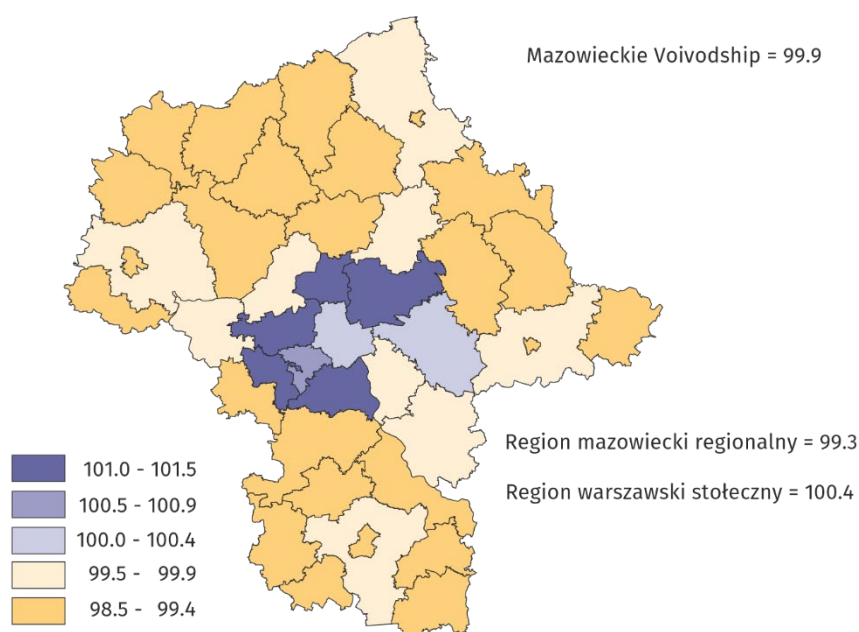 Mazowieckie Voivodship = 99.9
Region mazowiecki regionalny = 99.3
Region warszawski stołeczny = 100.4
101.0 - 101.5
100.5 - 100.9
100.0 - 100.4
99.5 - 99.9
98.5 - 99.4